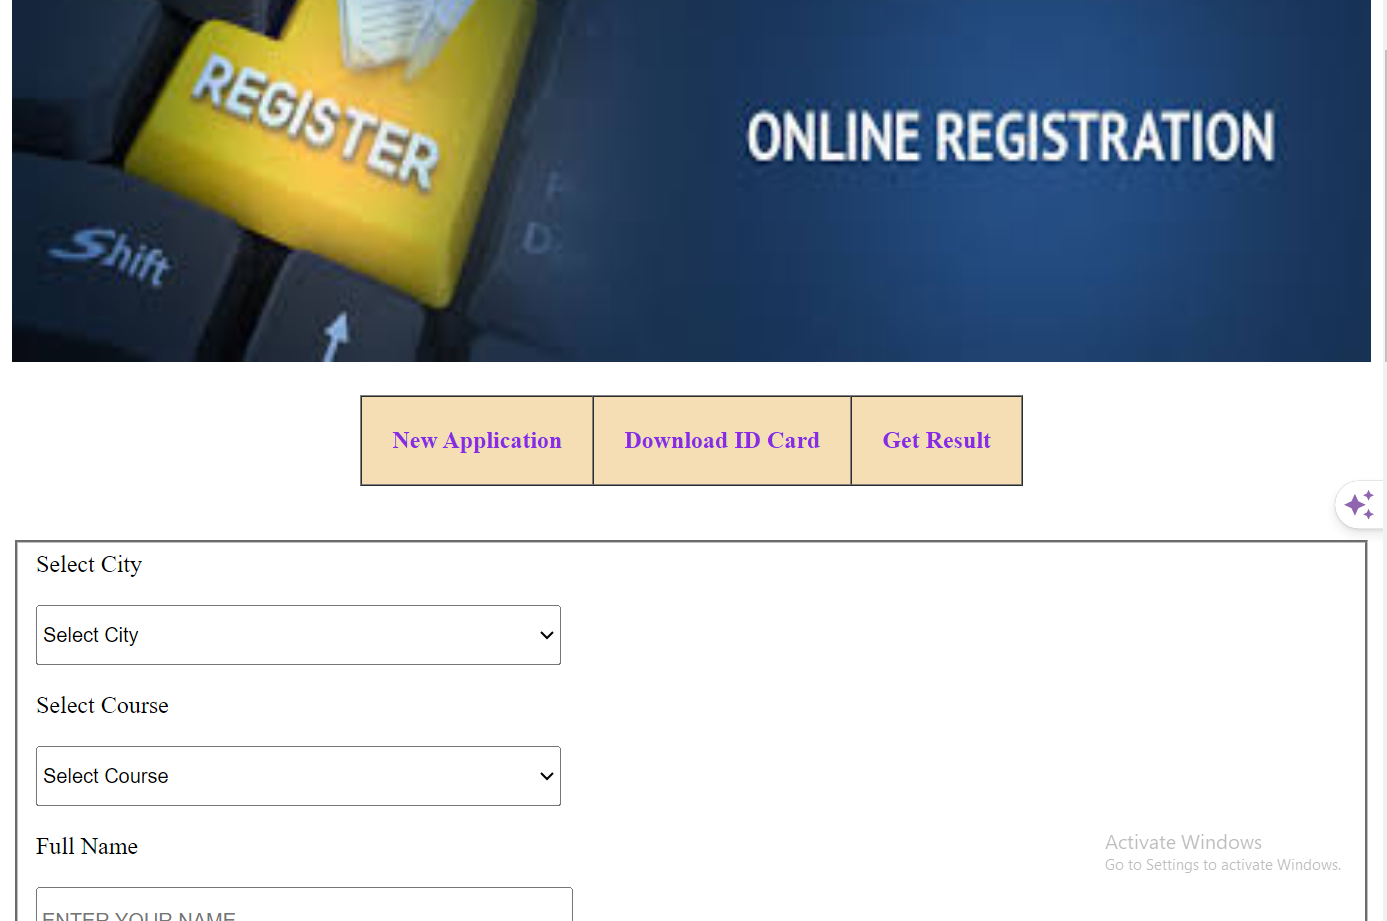 REGISTER
ONLINE REGISTRATION
Shift
D
New Application
Download ID Card
Get Result
Select City
Select City
Select Course
Select Course
Full Name
ENTER YOUR NAME
Activate Windows
Go to Settings to activate Windows.